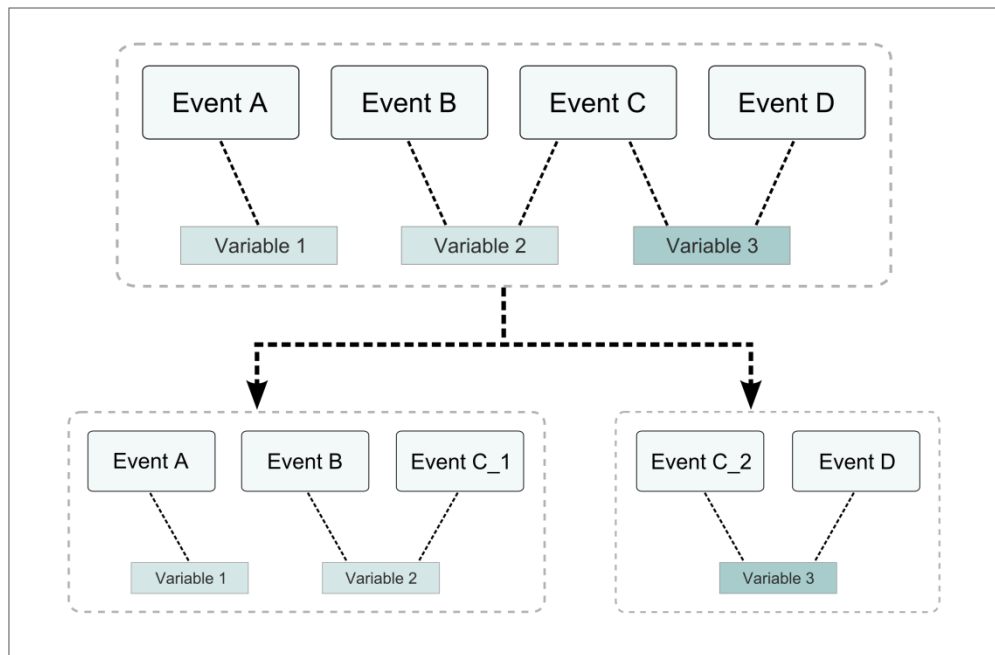 Event A
Event B
Event C
Event D
Variable 1
Variable 2
Variable 3
Event A
Event B
Event C_1
Event C_2
Event D
Variable 1
Variable 2
Variable 3